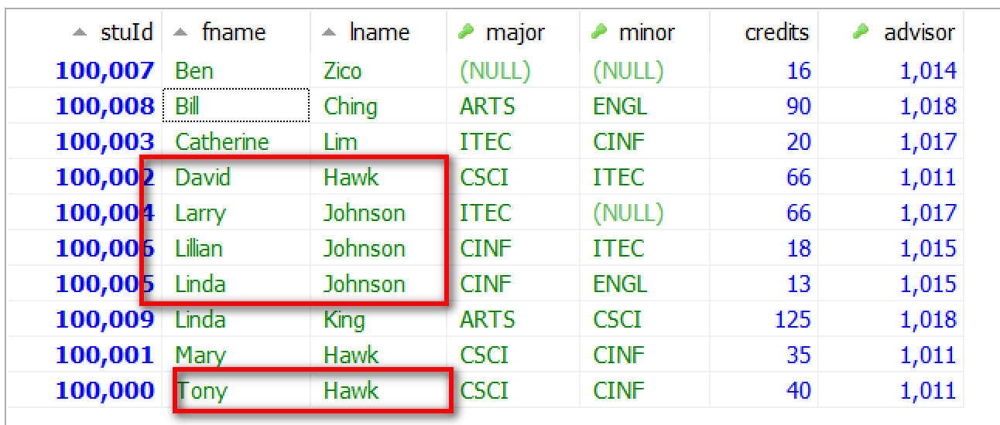 stuId fname lname major minor credits advisor
100,007 Ben Zico (NULL) (NULL) 16 1,014
100,008 Bill Ching ARTS ENGL 90 1,018
100,003 Catherine Lim ITEC CINF 20 1,017
100,002 David Hawk CSCI ITEC 66 1,011
100,004 Larry Johnson ITEC (NULL) 66 1,017
100,006 Lillian Johnson CINF ITEC 18 1,015
100,005 Linda Johnson CINF ENGL 13 1,015
100,009 Linda King ARTS CSCI 125 1,018
100,001 Mary Hawk CSCI CINF 35 1,011
100,000 Tony Hawk CSCI CINF 40 1,011